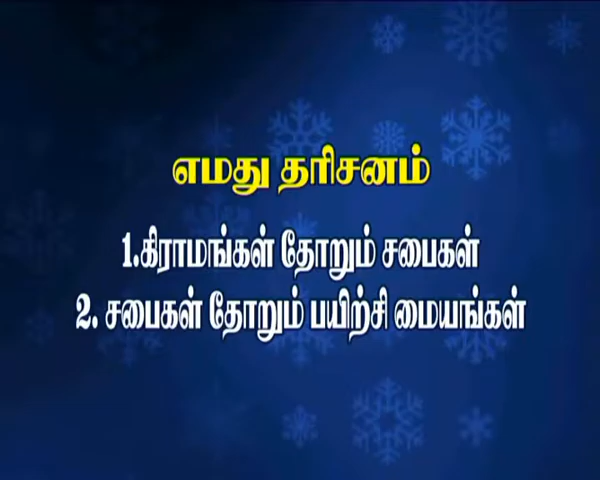 எமது தரிசனம்
1.கிராமங்கள் தோறும் சபைகள்
2. சபைகள் தோறும் பயிற்சி மையங்கள்